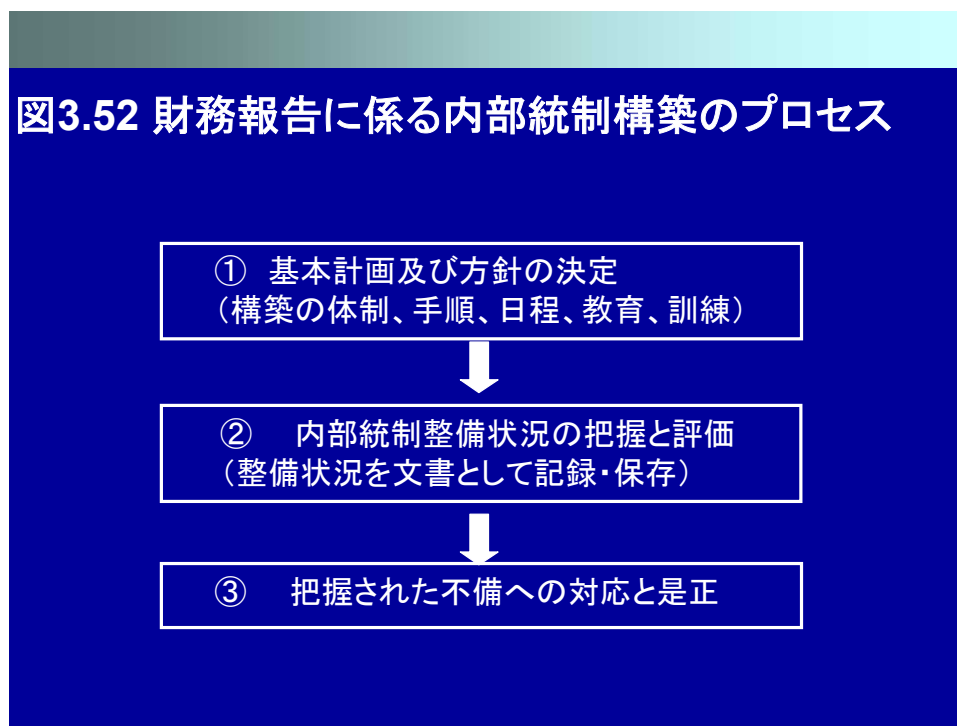 図3.52 財務報告に係る内部統制構築のプロセス
① 基本計画及び方針の決定
（構築の体制、手順、日程、教育、訓練）
② 内部統制整備状況の把握と評価
（整備状況を文書として記録・保存）
③ 把握された不備への対応と是正